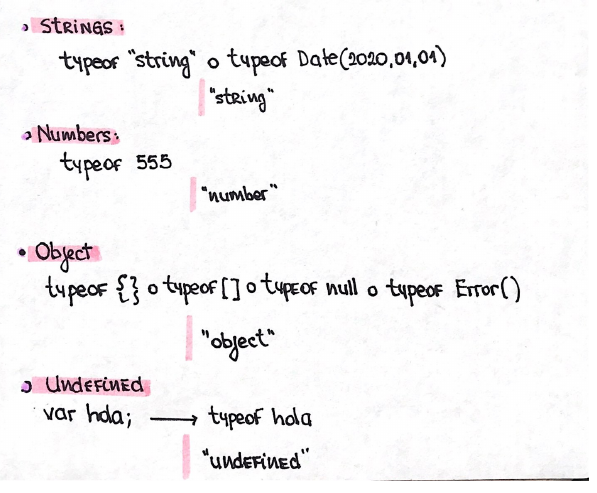 • STRINGS:
typeof "string" o typeof Date(2020,01,01)
"string"
• Numbers:
typeof 555
"number"
• Object
typeof {} o typeof [] o typeof null o typeof Error()
"object"
• Undefined
var hola; → typeof hola
"undefined"